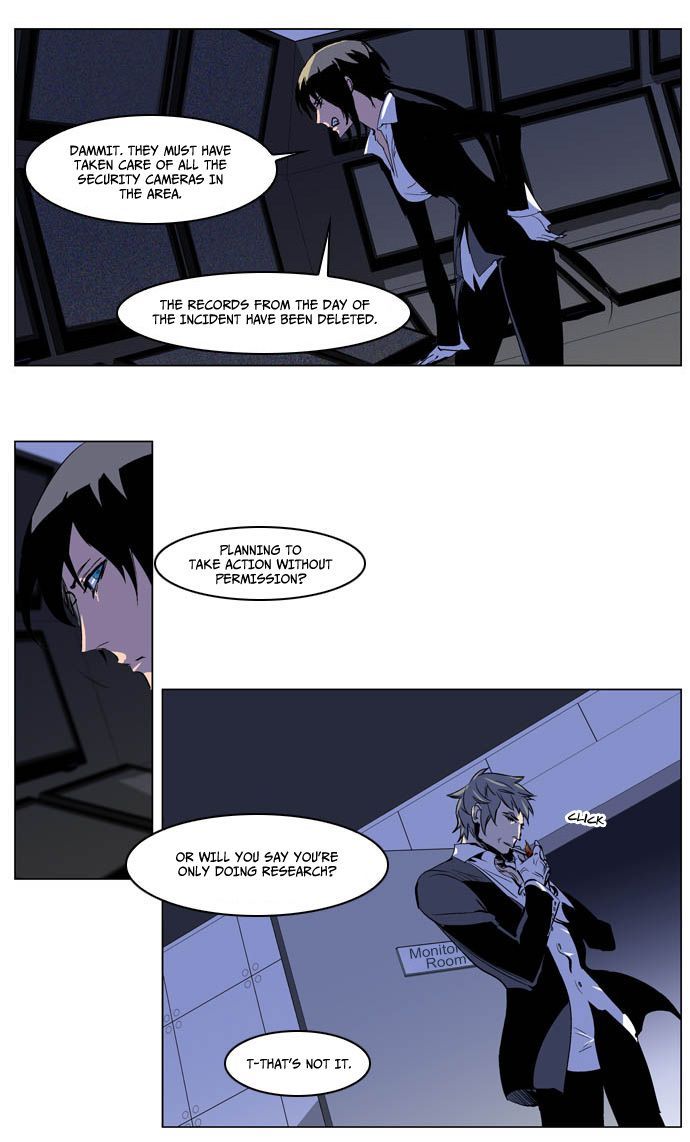 DAMMIT. THEY MUST HAVE
TAKEN CARE OF ALL THE
SECURITY CAMERAS IN
THE AREA.
THE RECORDS FROM THE DAY OF
THE INCIDENT HAVE BEEN DELETED.
PLANNING TO
TAKE ACTION WITHOUT
PERMISSION?
CLICK
OR WILL YOU SAY YOU'RE
ONLY DOING RESEARCH?
Monitor
Room
T-THAT'S NOT IT.